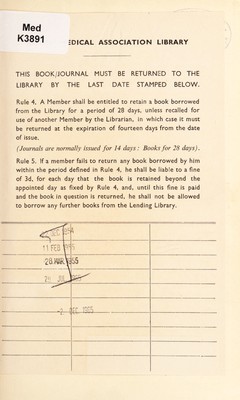 Med
K3891
EDICAL ASSOCIATION LIBRARY
THIS BOOK/JOURNAL MUST BE RETURNED TO THE
LIBRARY BY THE LAST DATE STAMPED BELOW.
Rule 4, A Member shall be entitled to retain a book borrowed
from the Library for a period of 28 days, unless recalled for
use of another Member by the Librarian, in which case it must
be returned at the expiration of fourteen days from the date
of issue.
(Journals are normally issued for 14 days : Books for 28 days).
Rule 5. If a member fails to return any book borrowed by him
within the period defined in Rule 4, he shall be liable to a fine
of 3d, for each day that the book is retained beyond the
appointed day as fixed by Rule 4, and, until this fine is paid
and the book in question is returned, he shall not be allowed
to borrow any further books from the Lending Library.
11 FEB
28 MAR 1955
DEC 1965